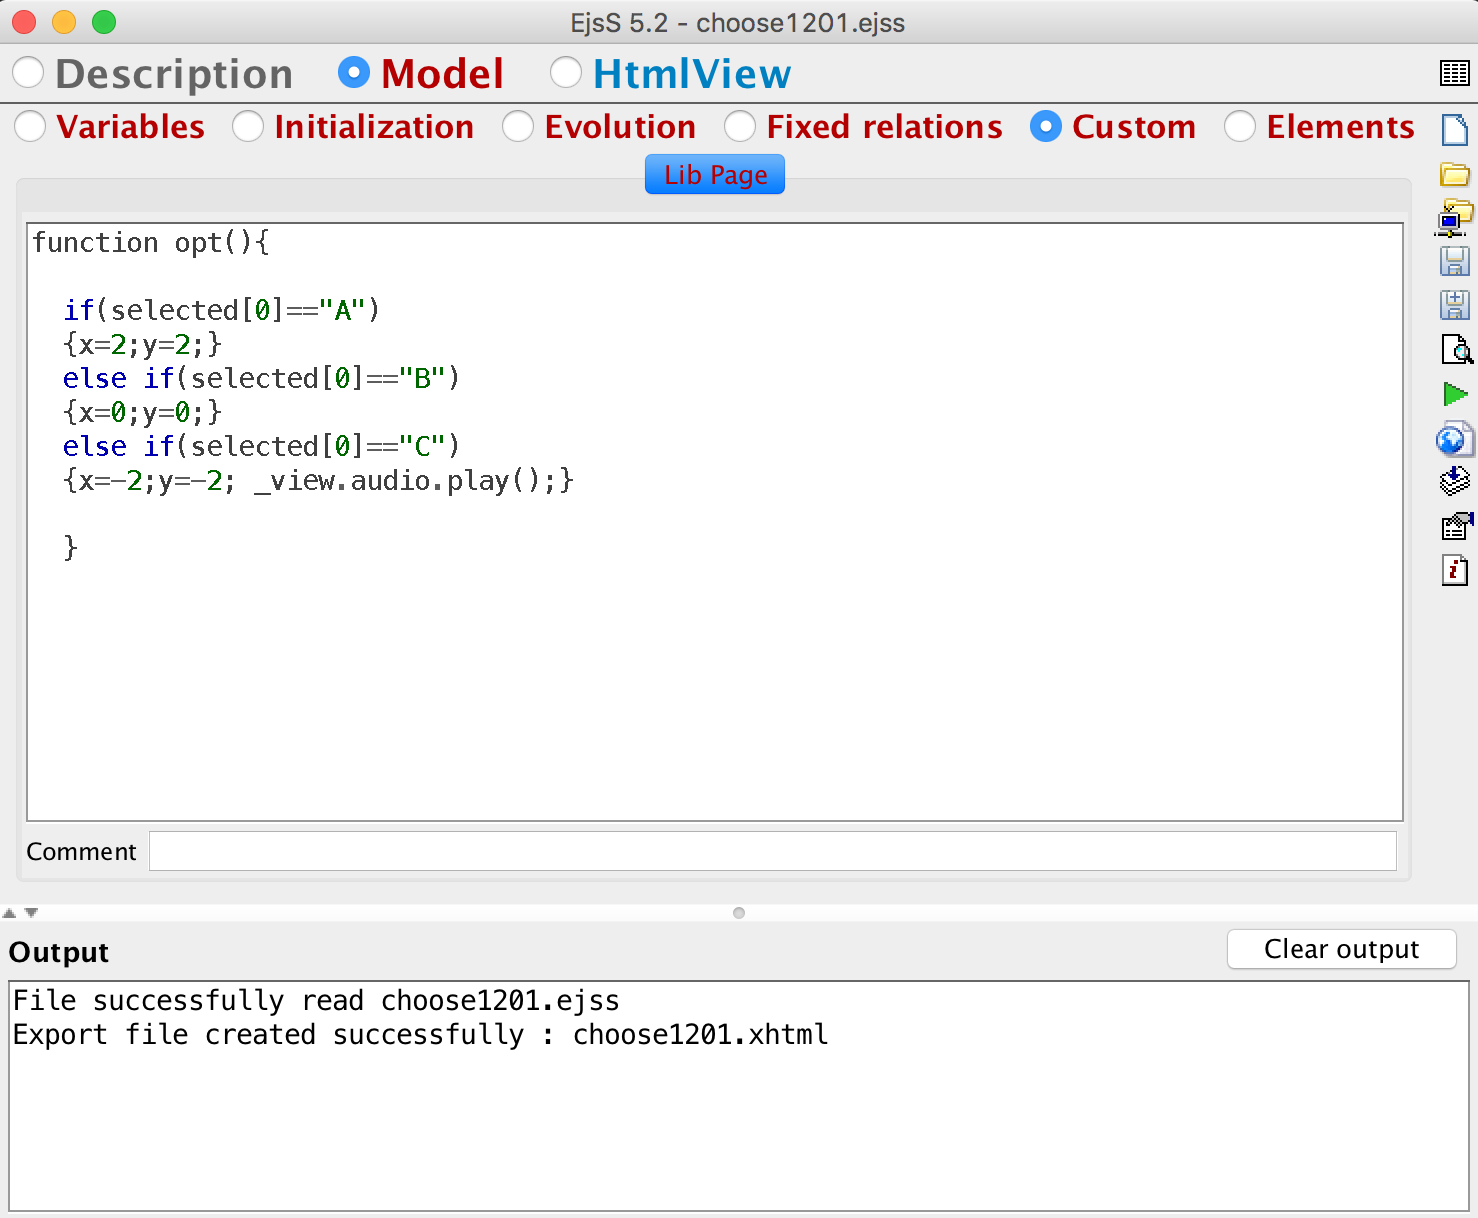 EjsS 5.2 - choose1201.ejss
Description Model HtmlView
Variables Initialization Evolution Fixed relations Custom Elements
Lib Page
function opt(){
if(selected[0]=="A")
{x=2;y=2;}
else if(selected[0]=="B")
{x=0;y=0;}
else if(selected[0]=="C")
{x=-2;y=-2; _view.audio.play();}
}
Comment
Output
Clear output
File successfully read choose1201.ejss
Export file created successfully : choose1201.xhtml